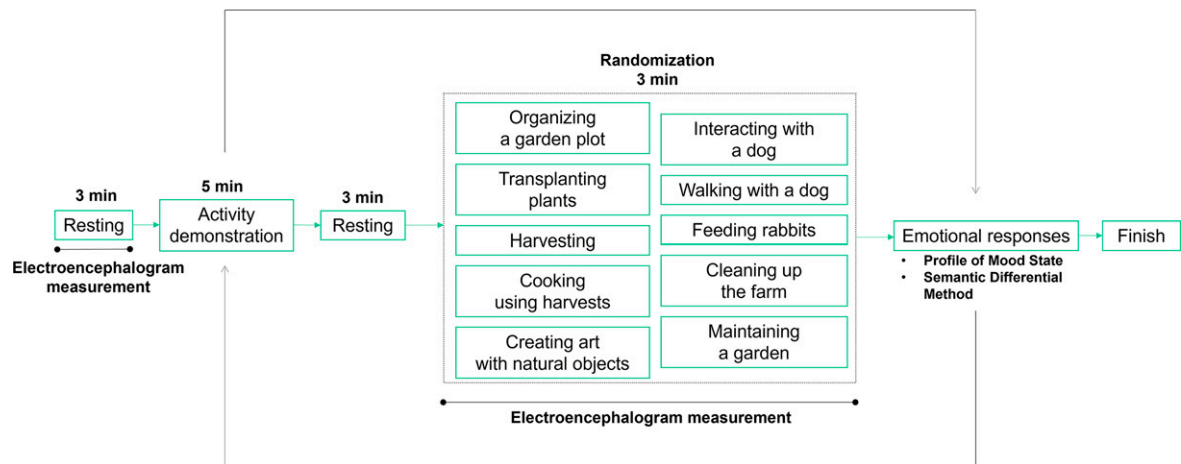 Randomization
3 min
Organizing
a garden plot
Transplanting
plants
Harvesting
Cooking
using harvests
Creating art
with natural objects
Interacting with
a dog
Walking with a dog
Feeding rabbits
Cleaning up
the farm
Maintaining
a garden
3 min
Resting
Electroencephalogram
measurement
5 min
Activity
demonstration
3 min
Resting
Electroencephalogram measurement
Emotional responses
• Profile of Mood State
• Semantic Differential
Method
Finish